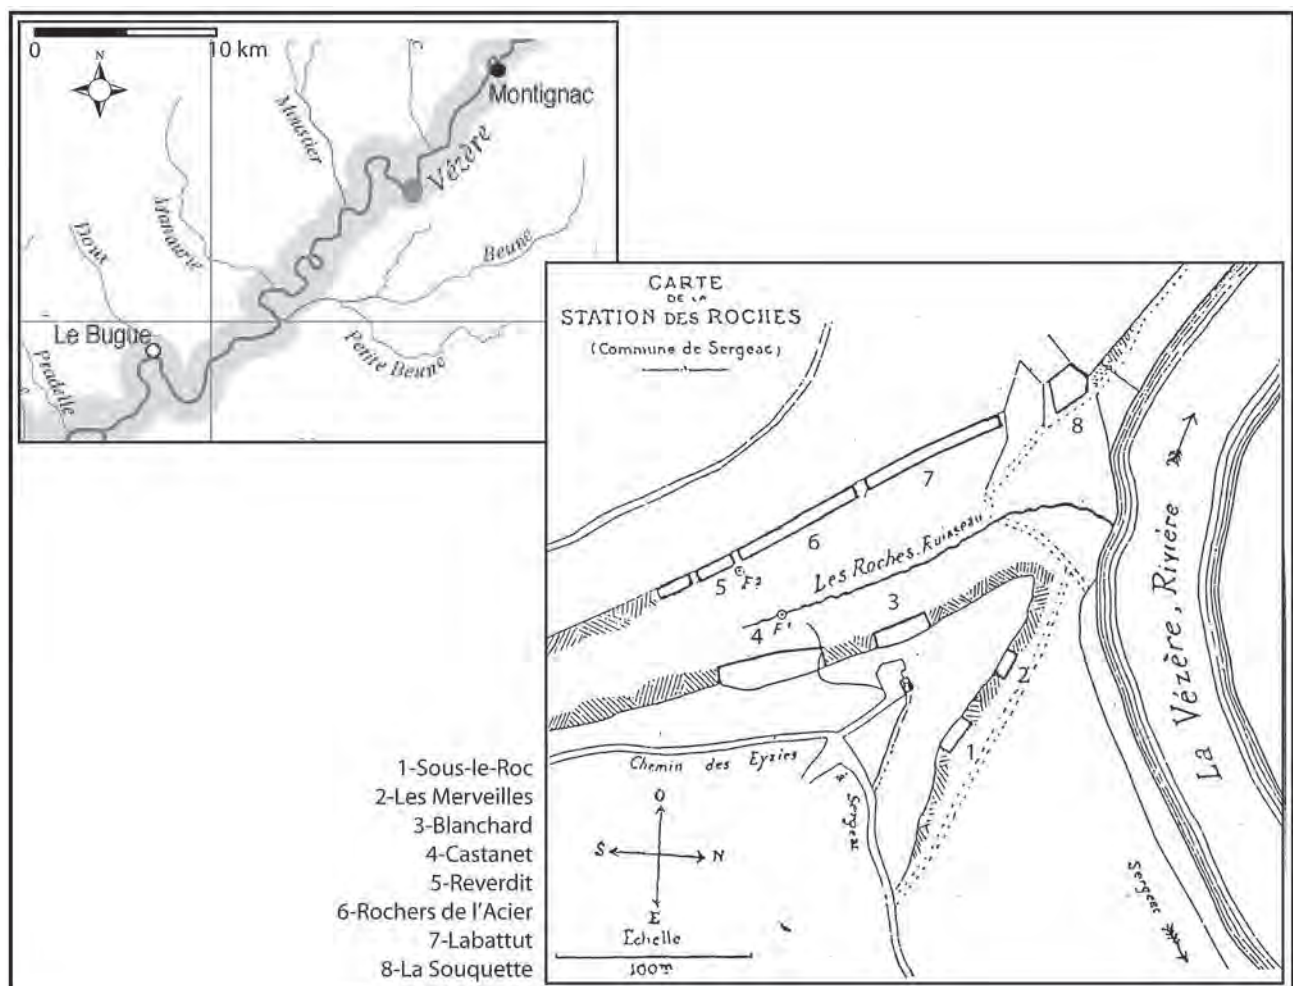 0
10 km
N
Montignac
Moustier
Vézère
Manaurie
Doux
Beune
Le Bugue
Petite Beune
Pradelle
CARTE
DE LA
STATION DES ROCHES
(Commune de Sergeac)
8
7
6
Les Roches. Ruisseau
5
F²
4
F¹
3
2
1
La Vézère. Rivière
N
Chemin des Eyzies
à Sergeac
Sergeac
O
S
N
E
Echelle
100m
1-Sous-le-Roc
2-Les Merveilles
3-Blanchard
4-Castanet
5-Reverdit
6-Rochers de l'Acier
7-Labattut
8-La Souquette